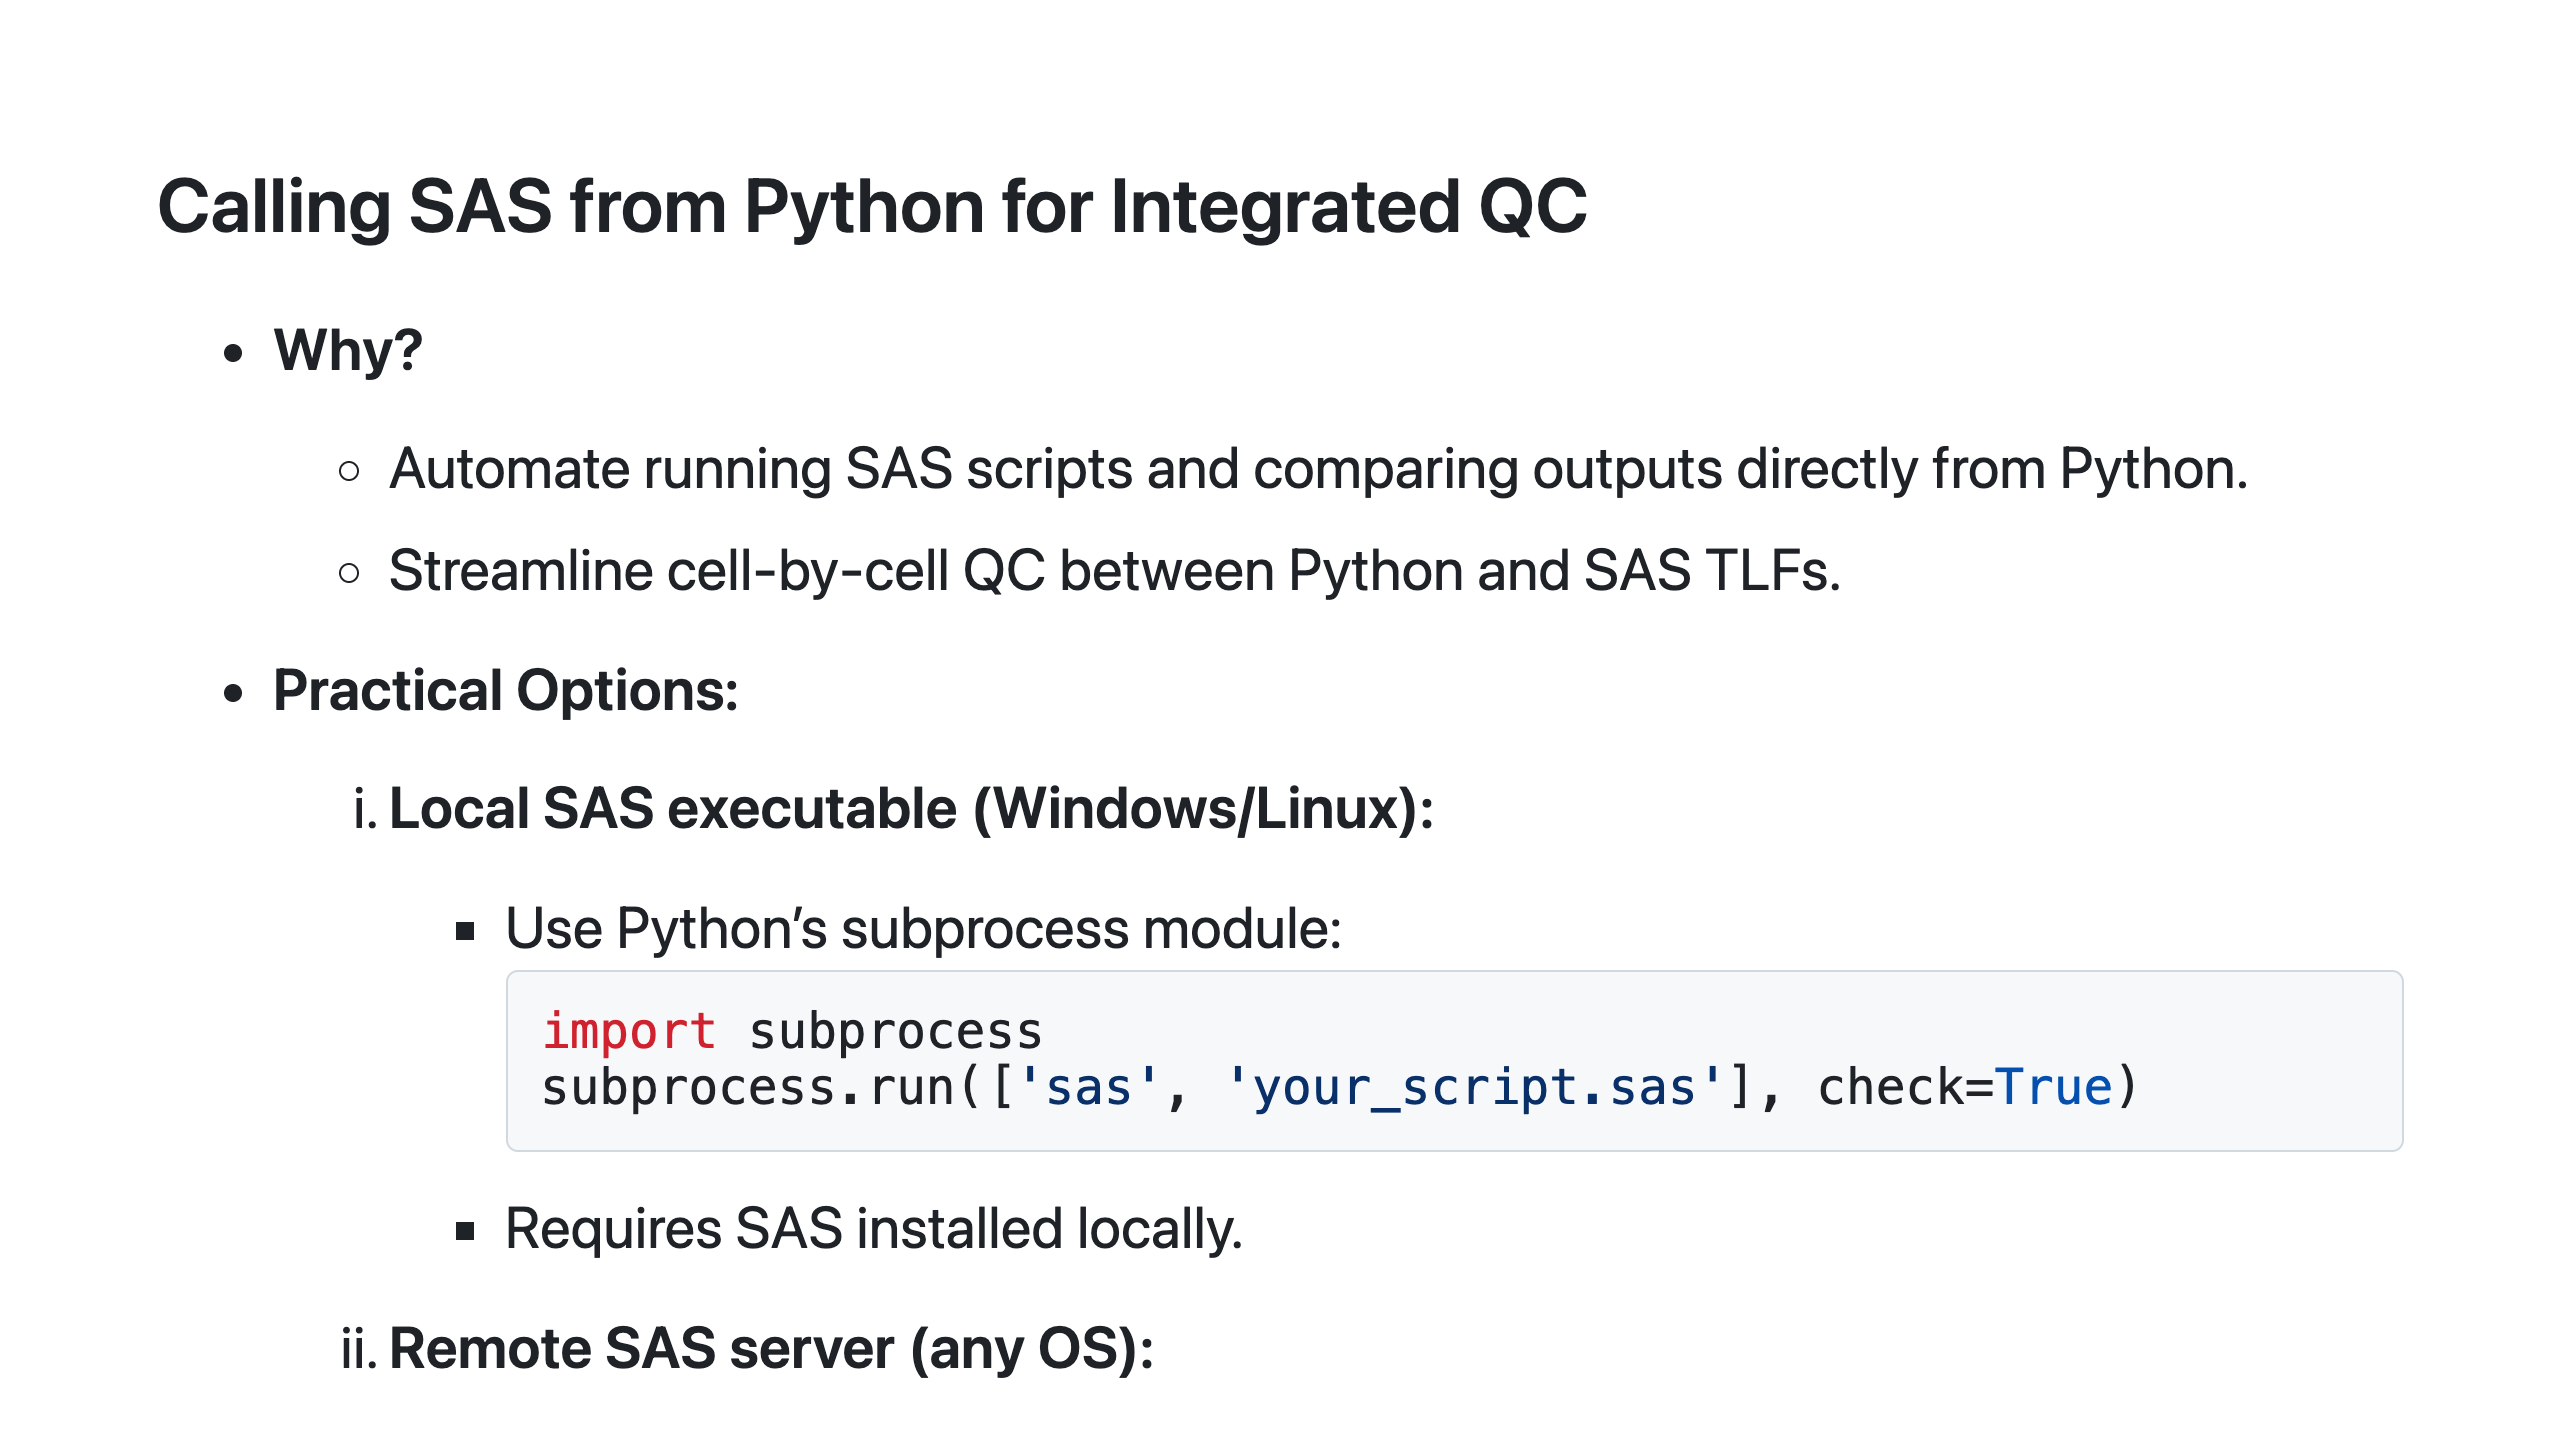 Calling SAS from Python for Integrated QC
• Why?
◦ Automate running SAS scripts and comparing outputs directly from Python.
◦ Streamline cell-by-cell QC between Python and SAS TLFs.
• Practical Options:
i. Local SAS executable (Windows/Linux):
▪ Use Python’s subprocess module:
import subprocess
subprocess.run(['sas', 'your_script.sas'], check=True)
▪ Requires SAS installed locally.
ii. Remote SAS server (any OS):